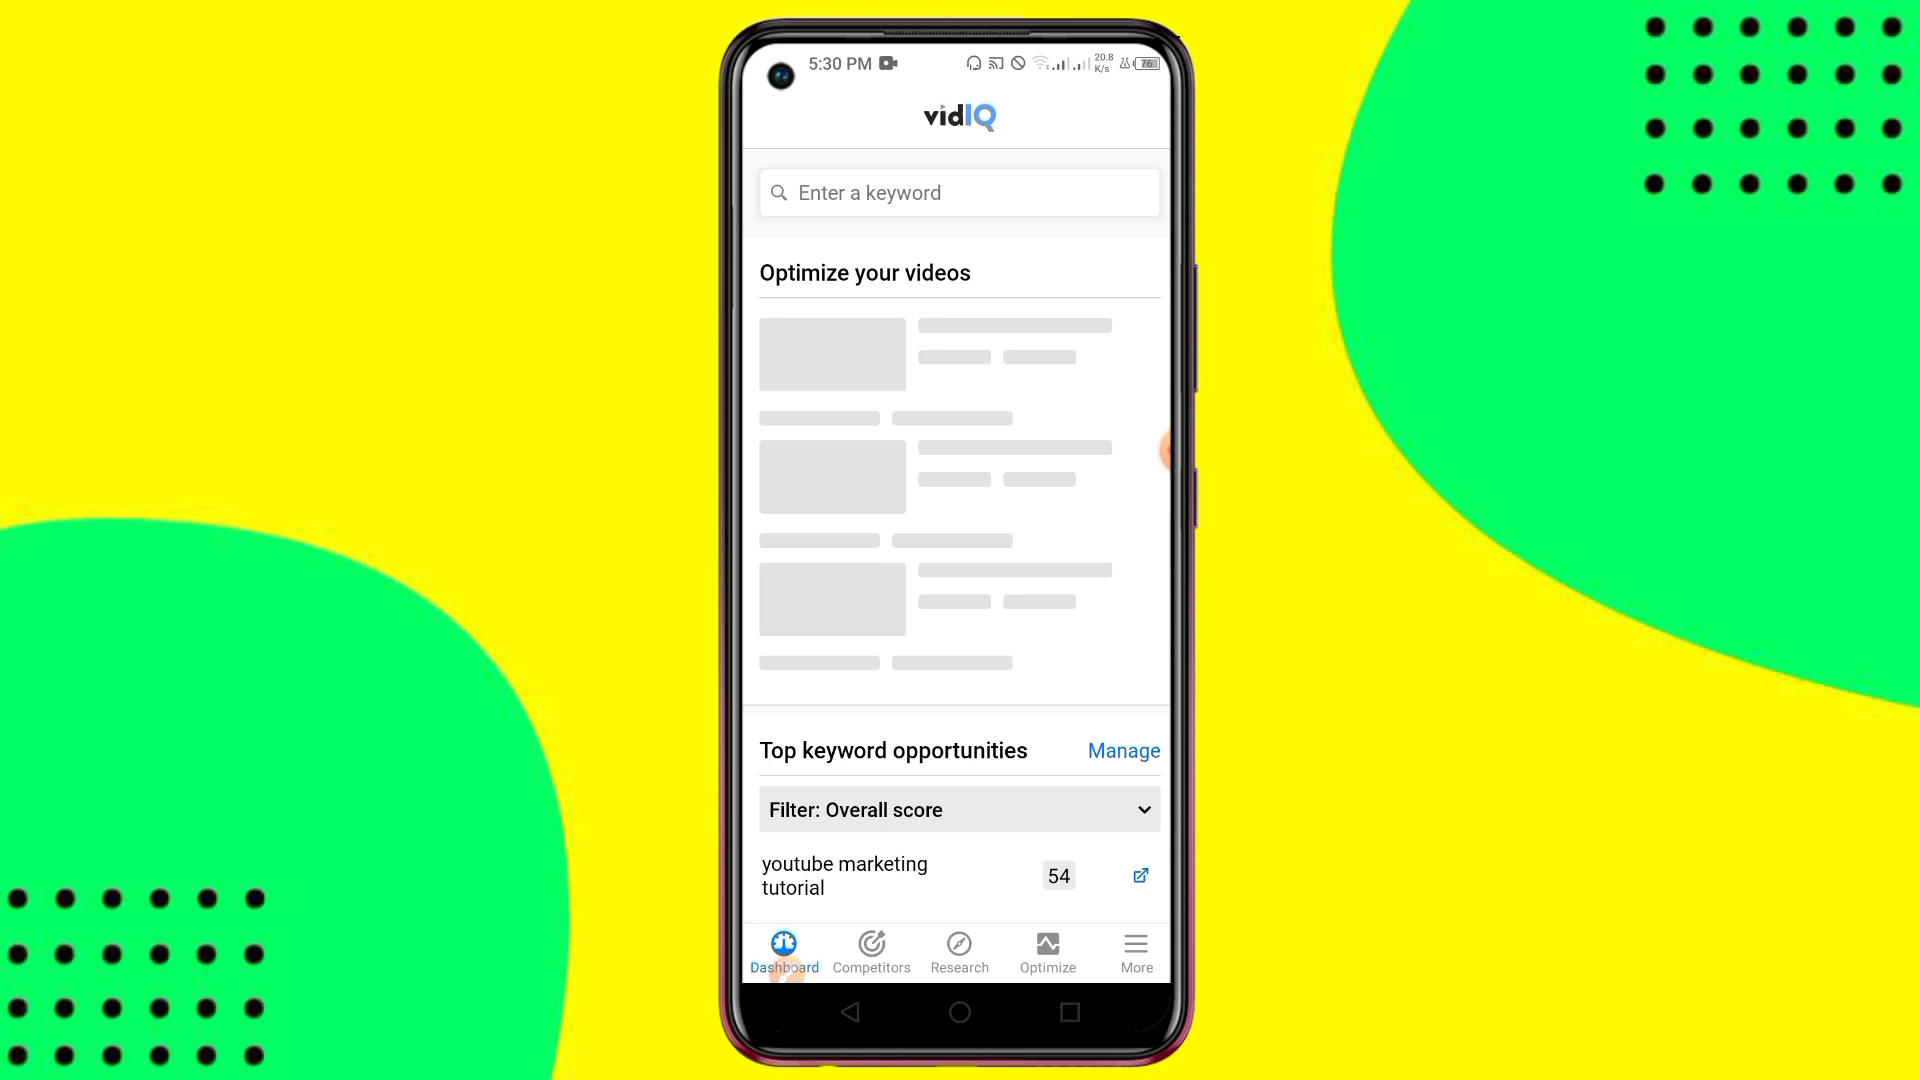 5:30 PM
20.8
K/s
76
vidIQ
Enter a keyword
Optimize your videos
Top keyword opportunities
Manage
Filter: Overall score
youtube marketing
tutorial
54
Dashboard
Competitors
Research
Optimize
More